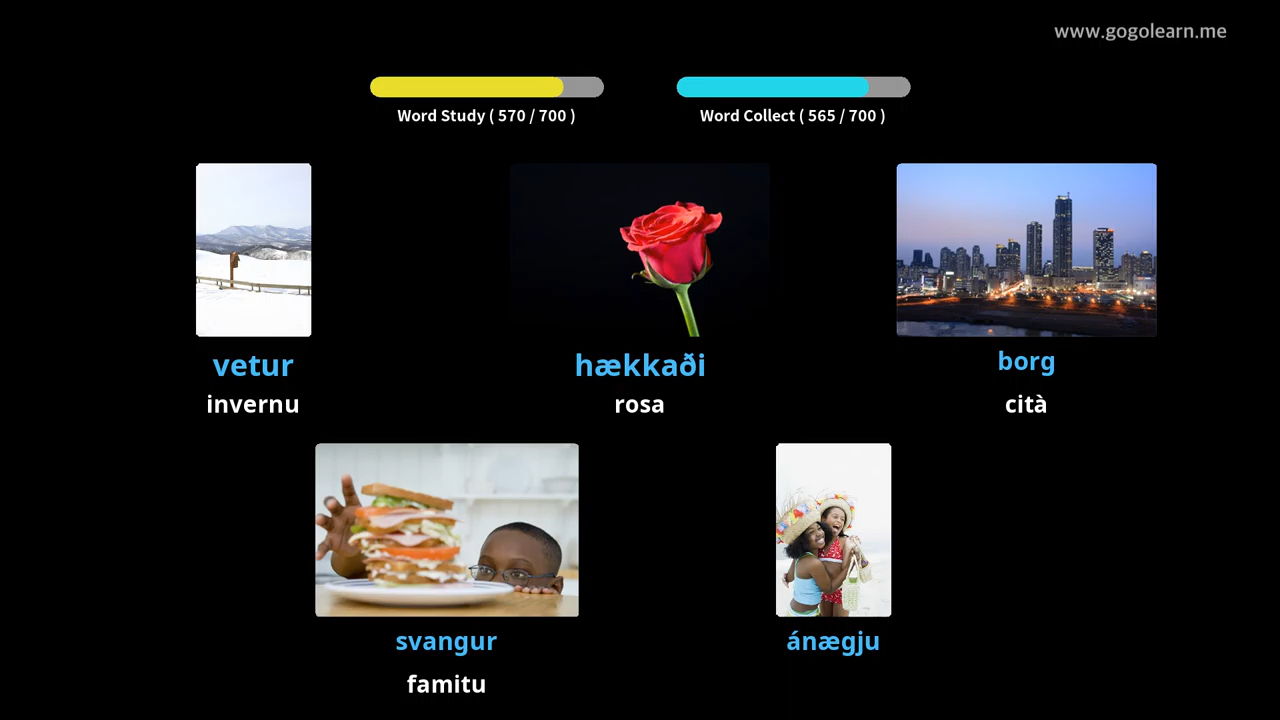 www.gogolearn.me
Word Study ( 570 / 700 )
Word Collect ( 565 / 700 )
vetur
invernu
hækkaði
rosa
borg
cità
svangur
famitu
ánægju